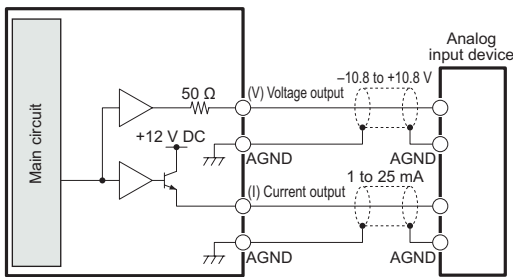 Main circuit
50 Ω
(V) Voltage output
–10.8 to +10.8 V
Analog
input device
+12 V DC
AGND
AGND
(I) Current output
1 to 25 mA
AGND
AGND